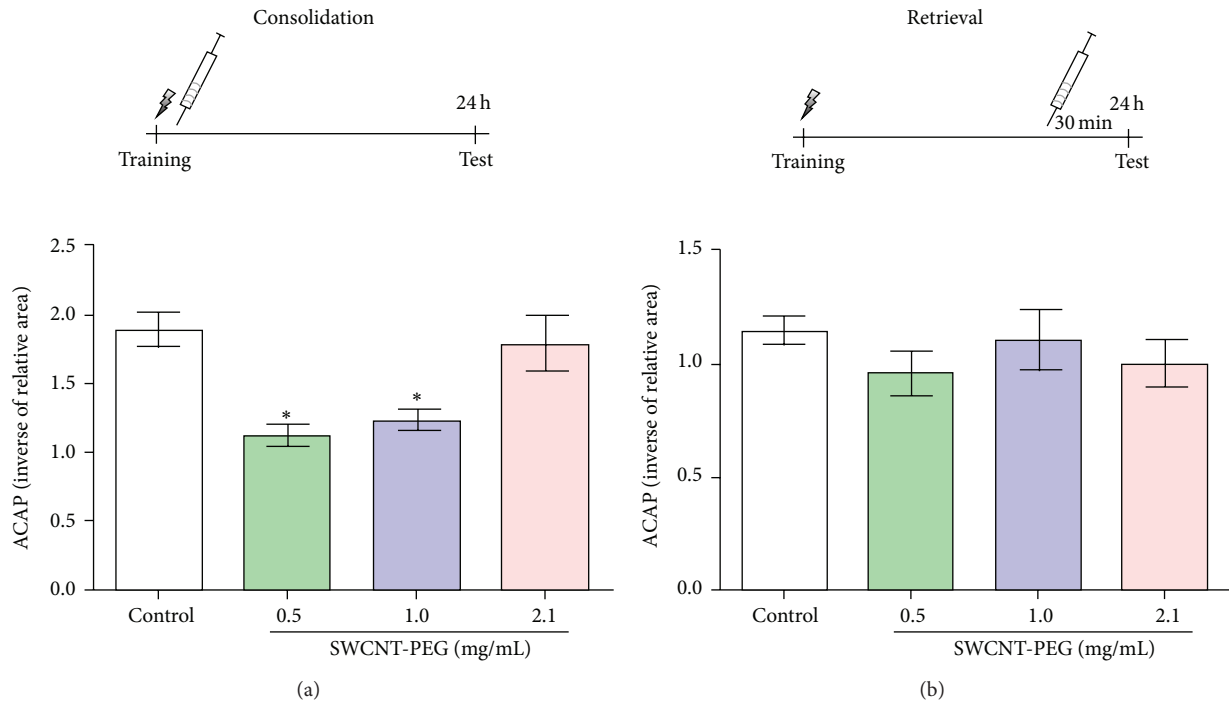 Consolidation
24 h
Training
Test
ACAP (inverse of relative area)
2.5
2.0
1.5
1.0
0.5
0.0
*
*
Control
0.5
1.0
2.1
SWCNT-PEG (mg/mL)
(a)
Retrieval
24 h
30 min
Training
Test
ACAP (inverse of relative area)
1.5
1.0
0.5
0.0
Control
0.5
1.0
2.1
SWCNT-PEG (mg/mL)
(b)